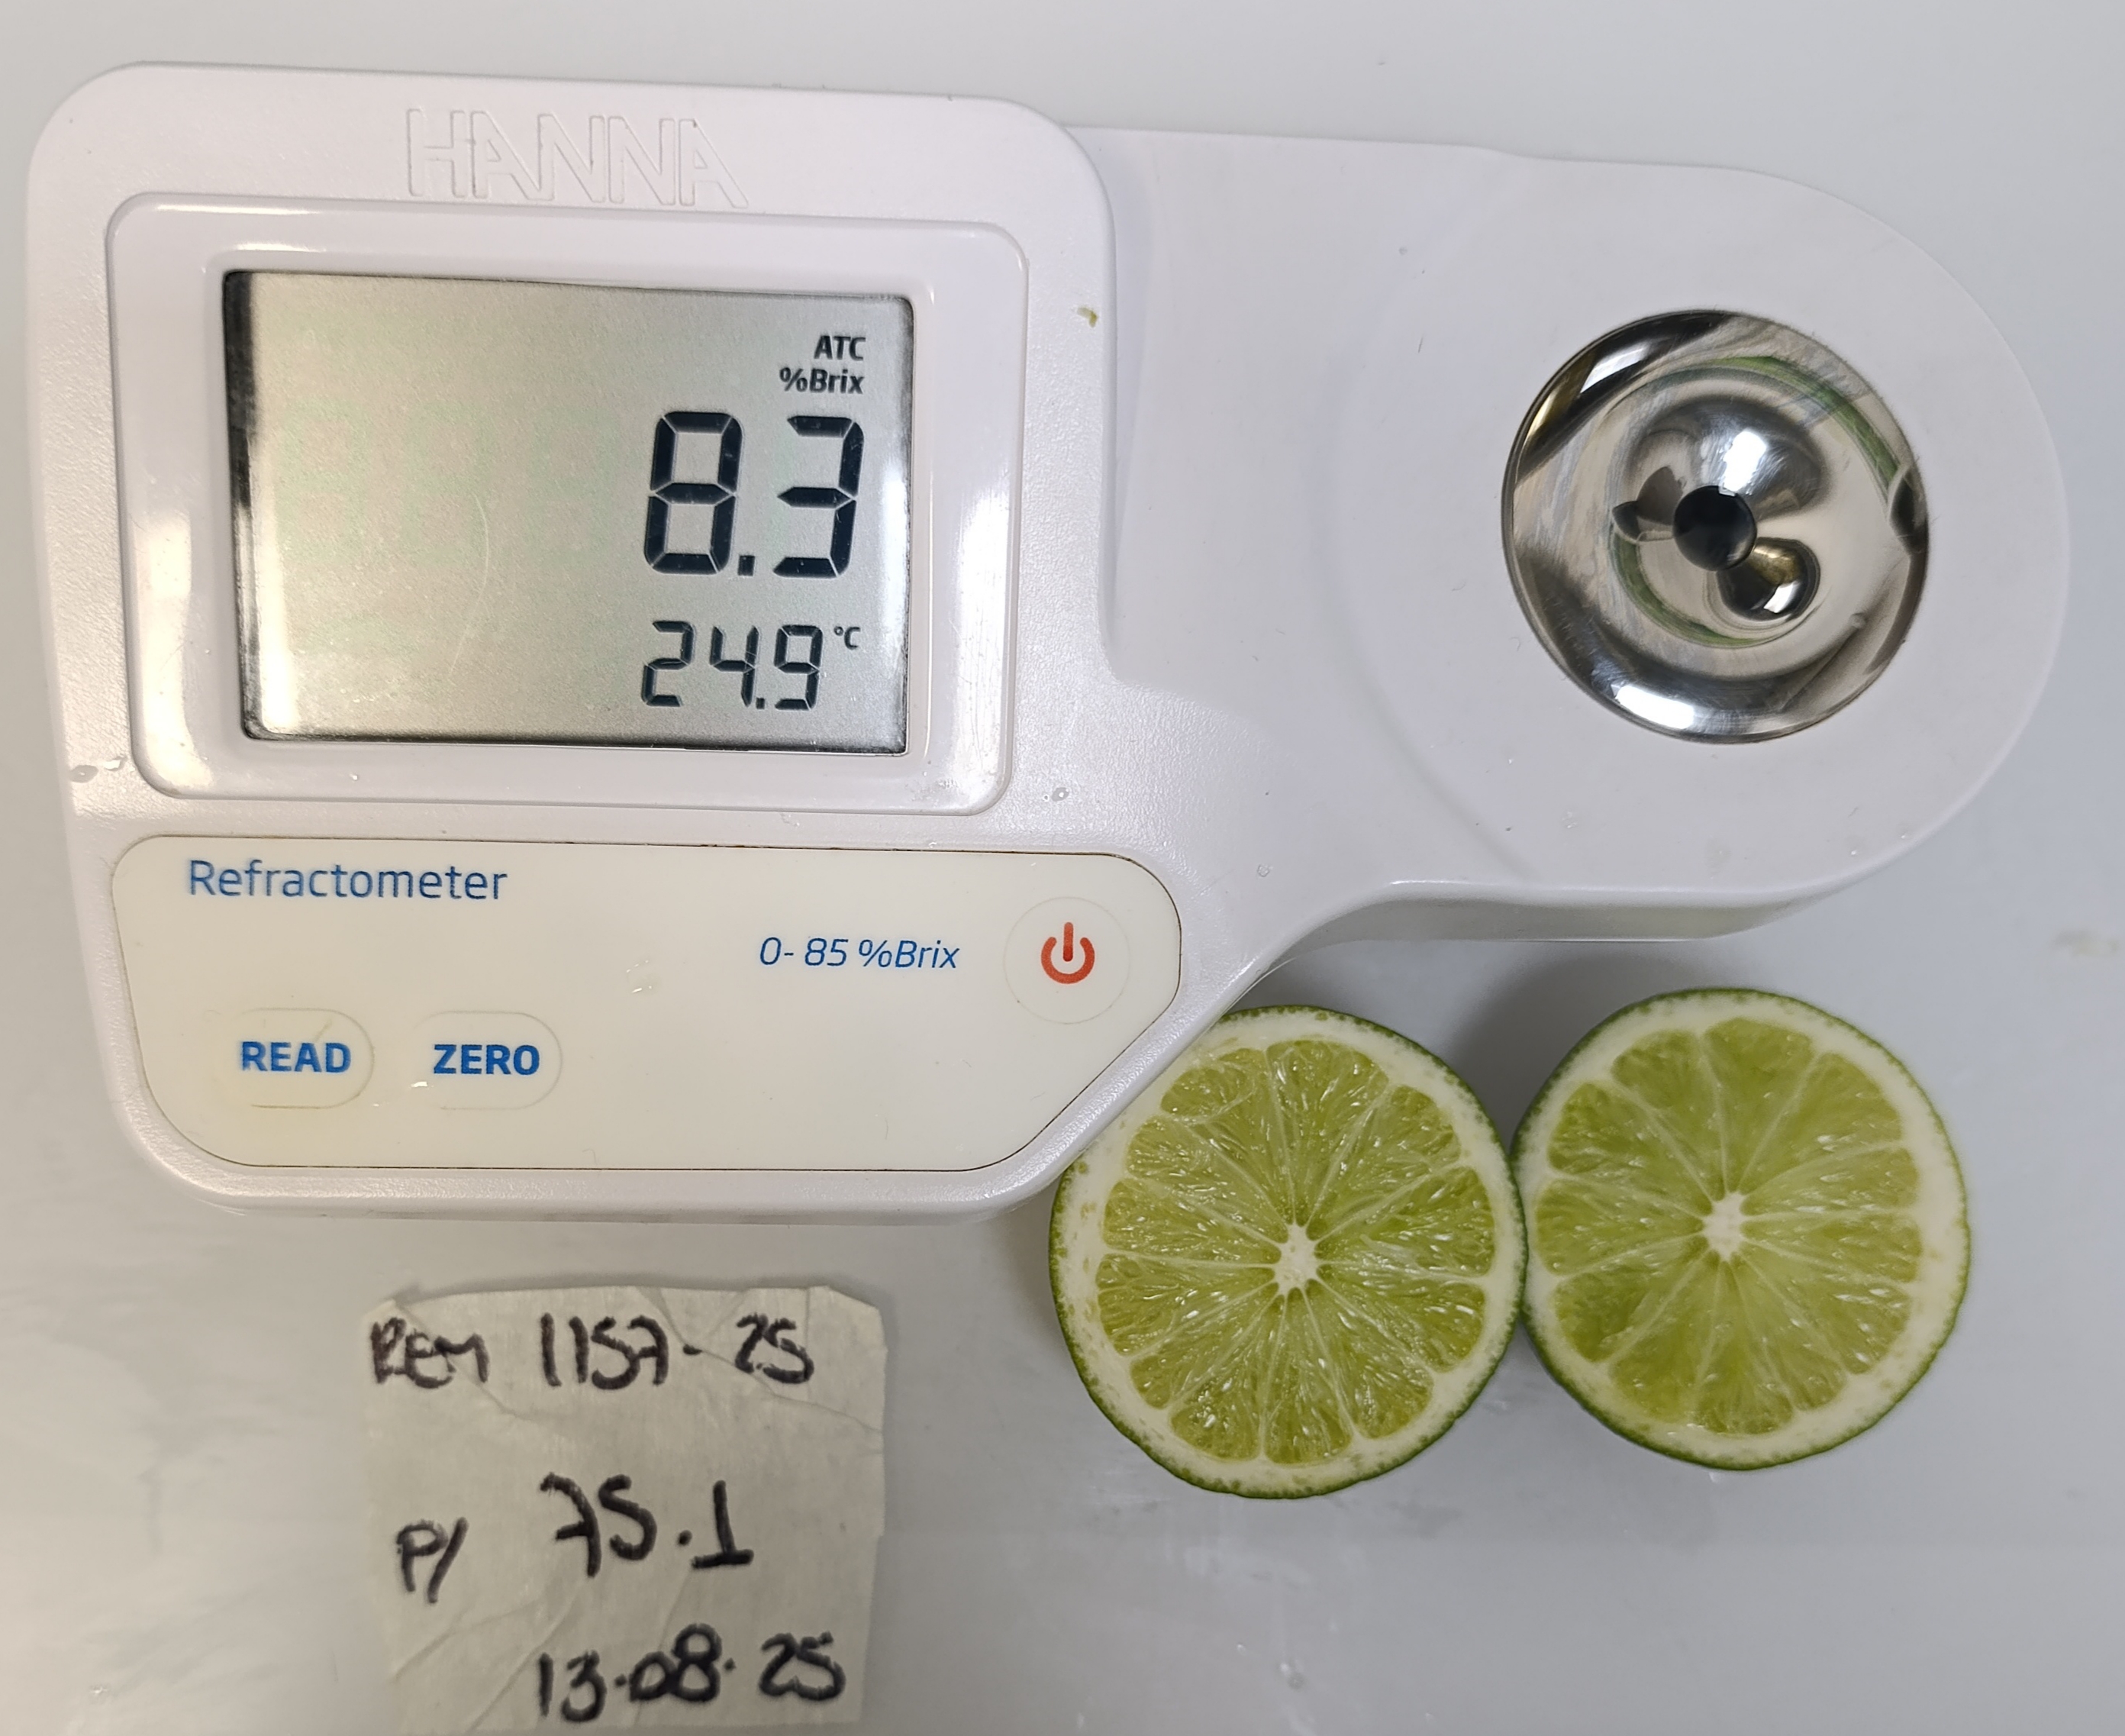 HANNA
ATC
%Brix
8.3
24.9 °C
Refractometer
0-85 %Brix
READ ZERO
REM 1157-25
P/ 75.1
13.08.25